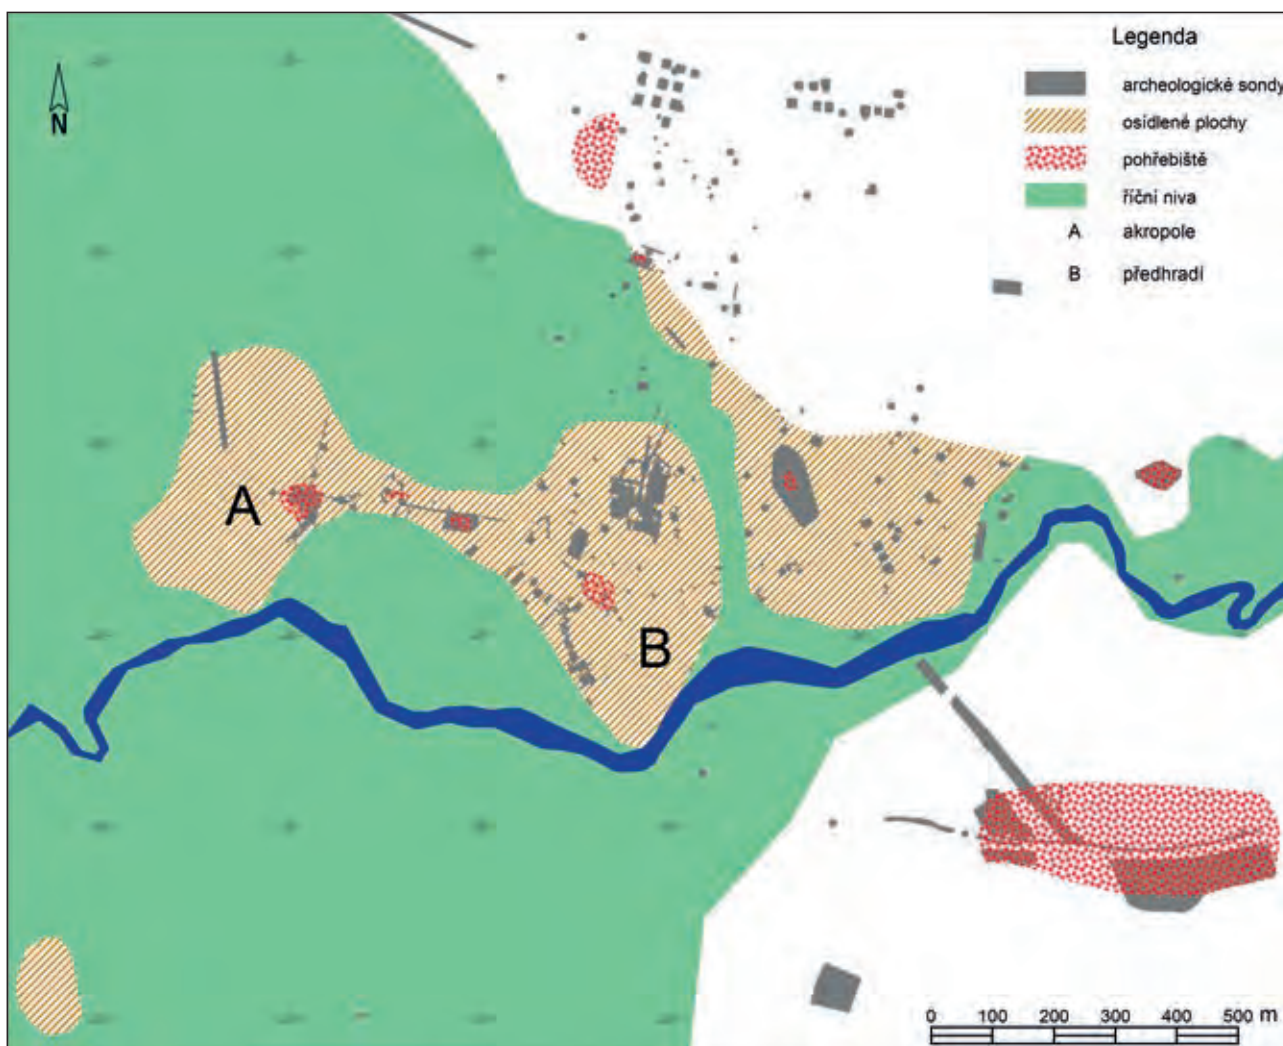 Legenda
archeologické sondy
osídlené plochy
pohřebiště
říční niva
A akropole
B předhradí
N
A
B
0 100 200 300 400 500 m